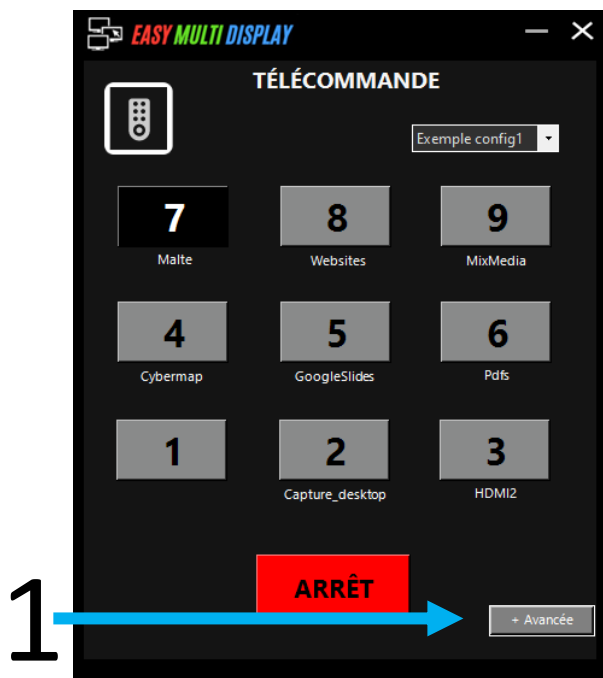 EASY MULTI DISPLAY
TÉLÉCOMMANDE
Exemple config1
7 8 9
Malte Websites MixMedia
4 5 6
Cybermap GoogleSlides Pdfs
1 2 3
Capture_desktop HDMI2
ARRÊT
1
+ Avancée